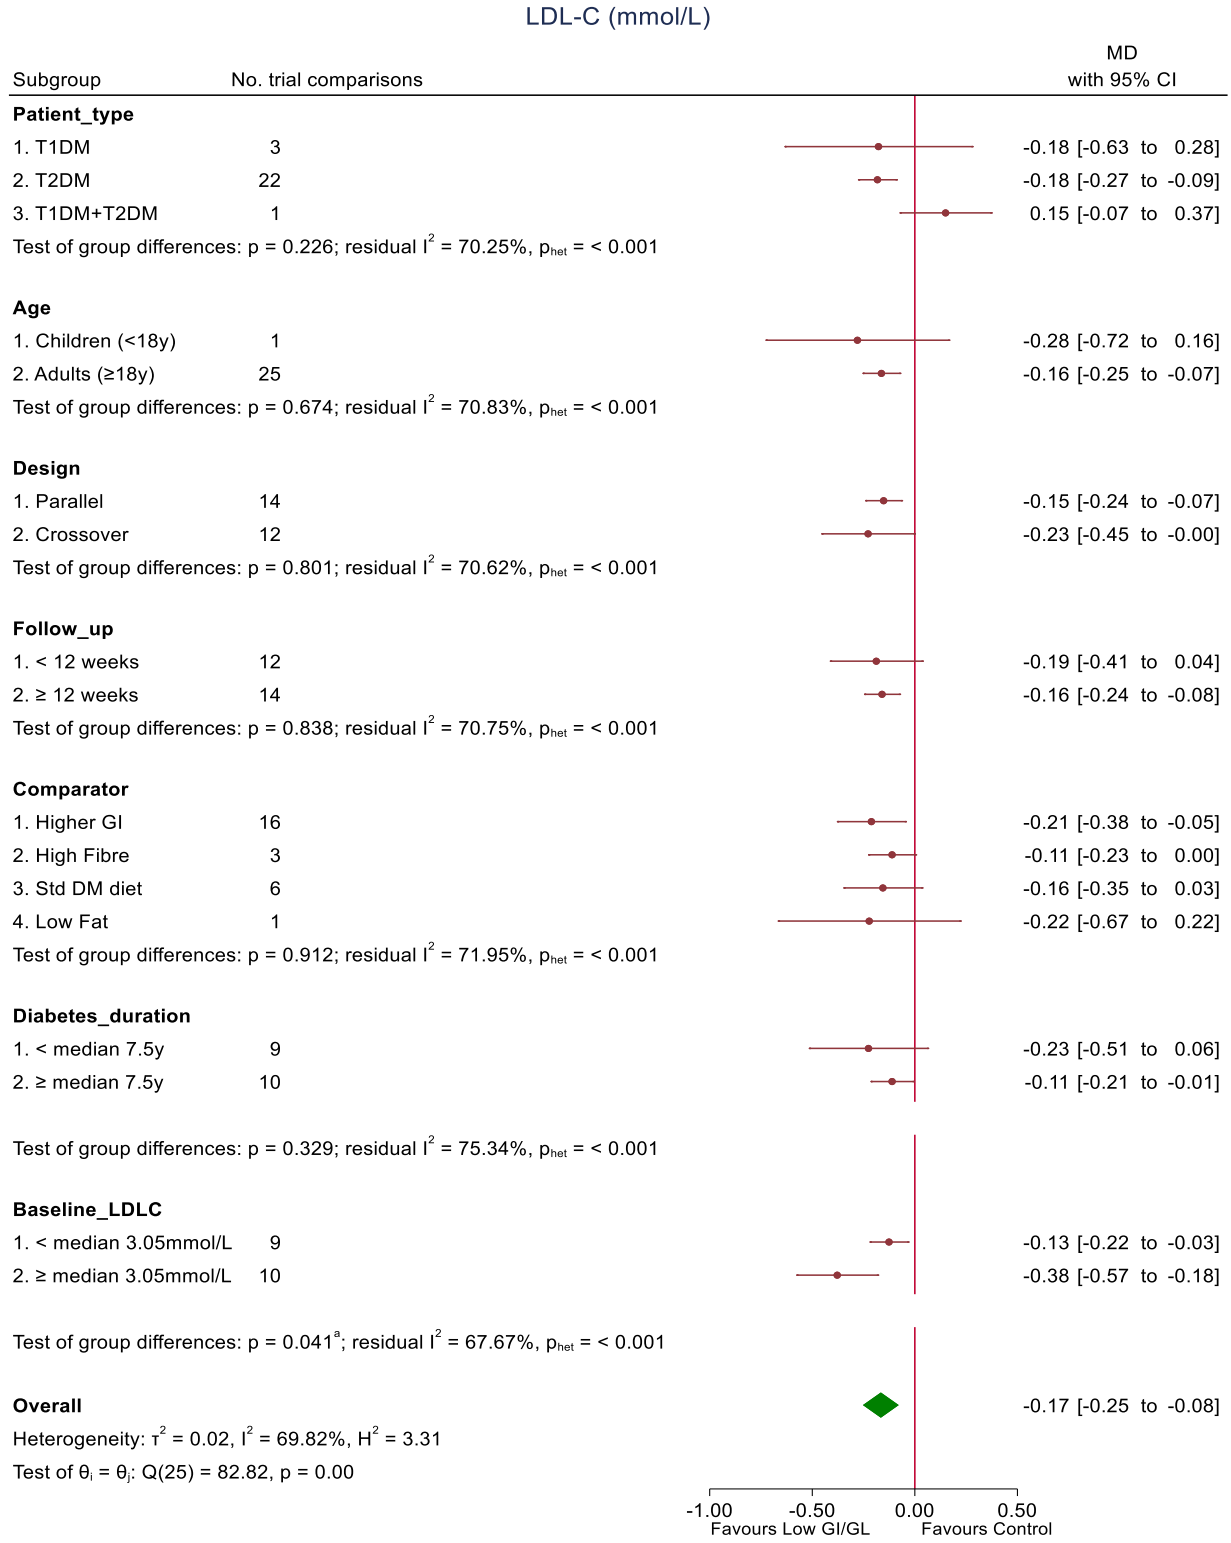 LDL-C (mmol/L)
MD
Subgroup No. trial comparisons with 95% CI
Patient_type
1. T1DM 3 -0.18 [-0.63 to 0.28]
2. T2DM 22 -0.18 [-0.27 to -0.09]
3. T1DM+T2DM 1 0.15 [-0.07 to 0.37]
Test of group differences: p = 0.226; residual I² = 70.25%, phet = < 0.001
Age
1. Children (<18y) 1 -0.28 [-0.72 to 0.16]
2. Adults (≥18y) 25 -0.16 [-0.25 to -0.07]
Test of group differences: p = 0.674; residual I² = 70.83%, phet = < 0.001
Design
1. Parallel 14 -0.15 [-0.24 to -0.07]
2. Crossover 12 -0.23 [-0.45 to -0.00]
Test of group differences: p = 0.801; residual I² = 70.62%, phet = < 0.001
Follow_up
1. < 12 weeks 12 -0.19 [-0.41 to 0.04]
2. ≥ 12 weeks 14 -0.16 [-0.24 to -0.08]
Test of group differences: p = 0.838; residual I² = 70.75%, phet = < 0.001
Comparator
1. Higher GI 16 -0.21 [-0.38 to -0.05]
2. High Fibre 3 -0.11 [-0.23 to 0.00]
3. Std DM diet 6 -0.16 [-0.35 to 0.03]
4. Low Fat 1 -0.22 [-0.67 to 0.22]
Test of group differences: p = 0.912; residual I² = 71.95%, phet = < 0.001
Diabetes_duration
1. < median 7.5y 9 -0.23 [-0.51 to 0.06]
2. ≥ median 7.5y 10 -0.11 [-0.21 to -0.01]
Test of group differences: p = 0.329; residual I² = 75.34%, phet = < 0.001
Baseline_LDLC
1. < median 3.05mmol/L 9 -0.13 [-0.22 to -0.03]
2. ≥ median 3.05mmol/L 10 -0.38 [-0.57 to -0.18]
Test of group differences: p = 0.041ᵃ; residual I² = 67.67%, phet = < 0.001
Overall -0.17 [-0.25 to -0.08]
Heterogeneity: τ² = 0.02, I² = 69.82%, H² = 3.31
Test of θᵢ = θⱼ: Q(25) = 82.82, p = 0.00
-1.00 -0.50 0.00 0.50
Favours Low GI/GL Favours Control